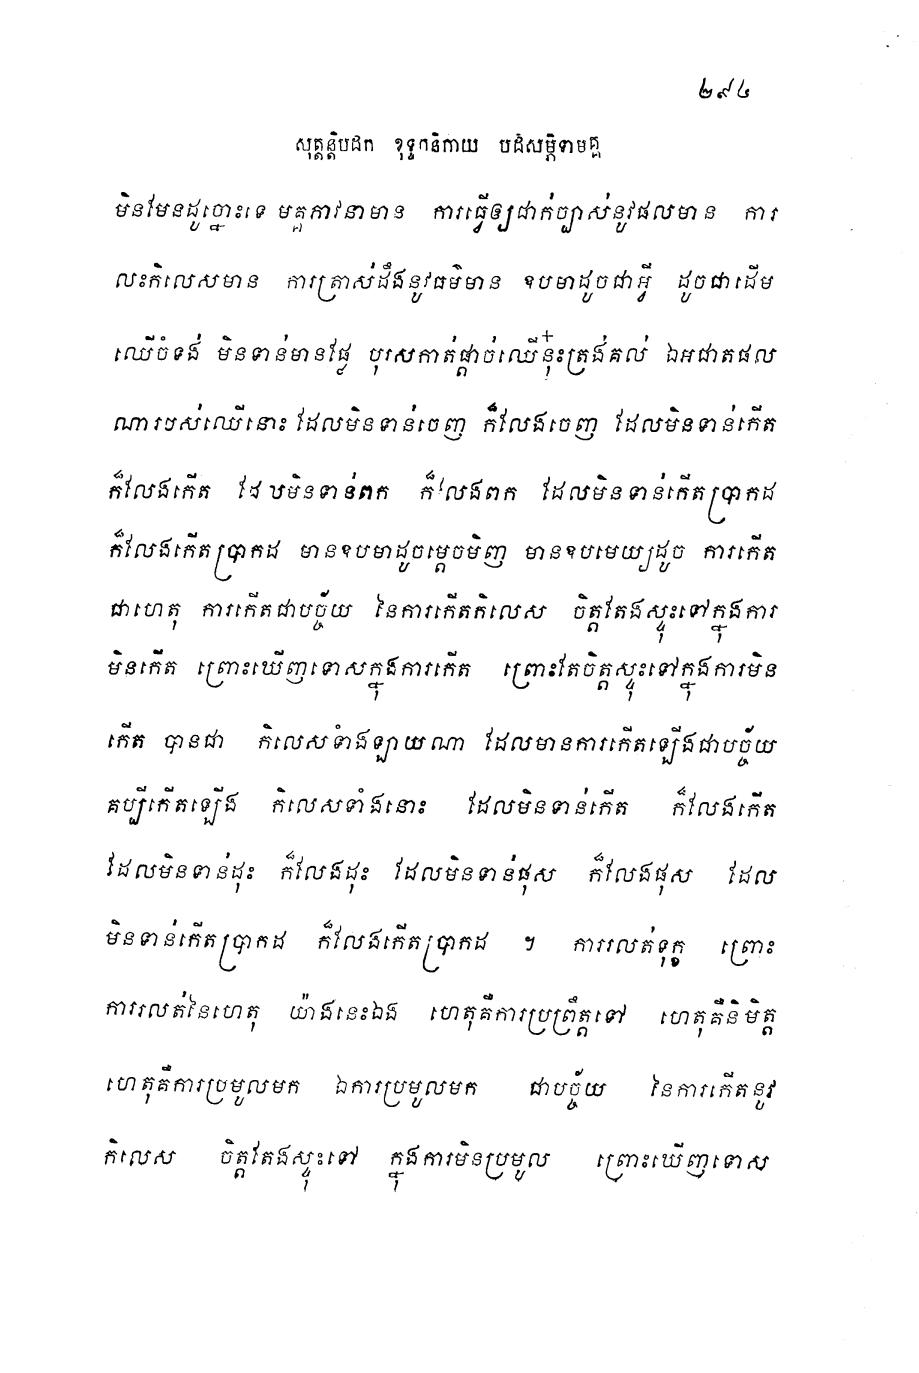 ២៩៤
សុត្តន្តបិដក ខុទ្ទកនិកាយ បដិសម្ភិទាមគ្គ
មិនមែនដូច្នោះទេ មគ្គភាវនាមាន ការធ្វើឲ្យជាក់ច្បាស់នូវផលមាន ការ
លះកិលេសមាន ការត្រាស់ដឹងនូវធម៌មាន ឧបមាដូចជាអ្វី ដូចជាដើម
ឈើចំទង់ មិនទាន់មានផ្លែ បុរសកាត់ផ្តាច់ឈើនុ៎ះត្រង់គល់ ឯអជាតផល
ណារបស់ឈើនោះ ដែលមិនទាន់ចេញ ក៏លែងចេញ ដែលមិនទាន់កើត
ក៏លែងកើត ដែលមិនទាន់ពក ក៏លែងពក ដែលមិនទាន់កើតប្រាកដ
ក៏លែងកើតប្រាកដ មានឧបមាដូចម្តេចមិញ មានឧបមេយ្យដូច ការកើត
ជាហេតុ ការកើតជាបច្ច័យ នៃការកើតកិលេស ចិត្តតែងស្ទុះទៅក្នុងការ
មិនកើត ព្រោះឃើញទោសក្នុងការកើត ព្រោះតែចិត្តស្ទុះទៅក្នុងការមិន
កើត បានជា កិលេសទាំងឡាយណា ដែលមានការកើតឡើងជាបច្ច័យ
គប្បីកើតឡើង កិលេសទាំងនោះ ដែលមិនទាន់កើត ក៏លែងកើត
ដែលមិនទាន់ដុះ ក៏លែងដុះ ដែលមិនទាន់ផុស ក៏លែងផុស ដែល
មិនទាន់កើតប្រាកដ ក៏លែងកើតប្រាកដ ។ ការរលត់ទុក្ខ ព្រោះ
ការរលត់នៃហេតុ យ៉ាងនេះឯង ហេតុគឺការប្រព្រឹត្តទៅ ហេតុគឺនិមិត្ត
ហេតុគឺការប្រមូលមក ឯការប្រមូលមក ជាបច្ច័យ នៃការកើតនូវ
កិលេស ចិត្តតែងស្ទុះទៅ ក្នុងការមិនប្រមូល ព្រោះឃើញទោស